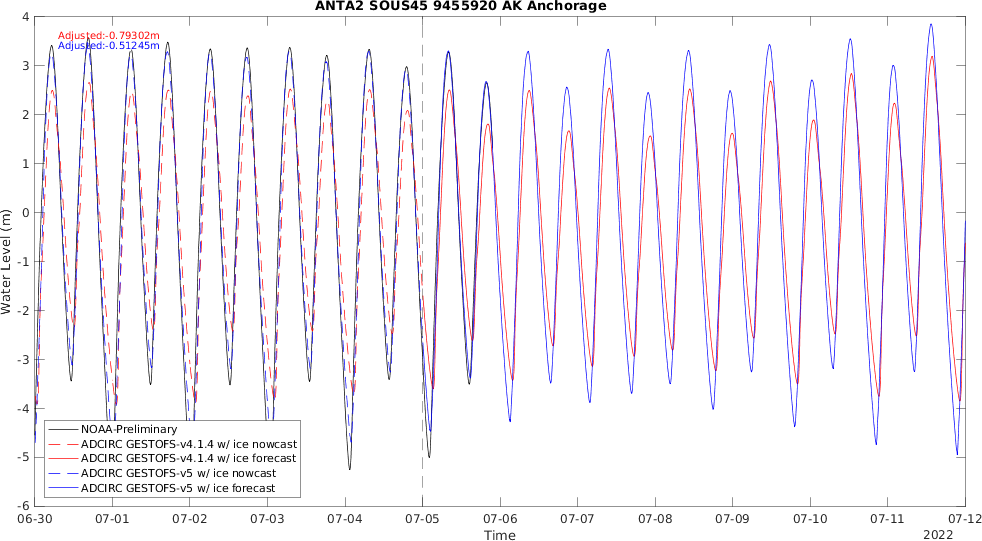 ANTA2 SOUS45 9455920 AK Anchorage
Adjusted:-0.79302m
Adjusted:-0.51245m
4
3
2
1
0
-1
-2
-3
-4
-5
-6
Water Level (m)
NOAA-Preliminary
ADCIRC GESTOFS-v4.1.4 w/ ice nowcast
ADCIRC GESTOFS-v4.1.4 w/ ice forecast
ADCIRC GESTOFS-v5 w/ ice nowcast
ADCIRC GESTOFS-v5 w/ ice forecast
06-30 07-01 07-02 07-03 07-04 07-05 07-06 07-07 07-08 07-09 07-10 07-11 07-12
Time
2022